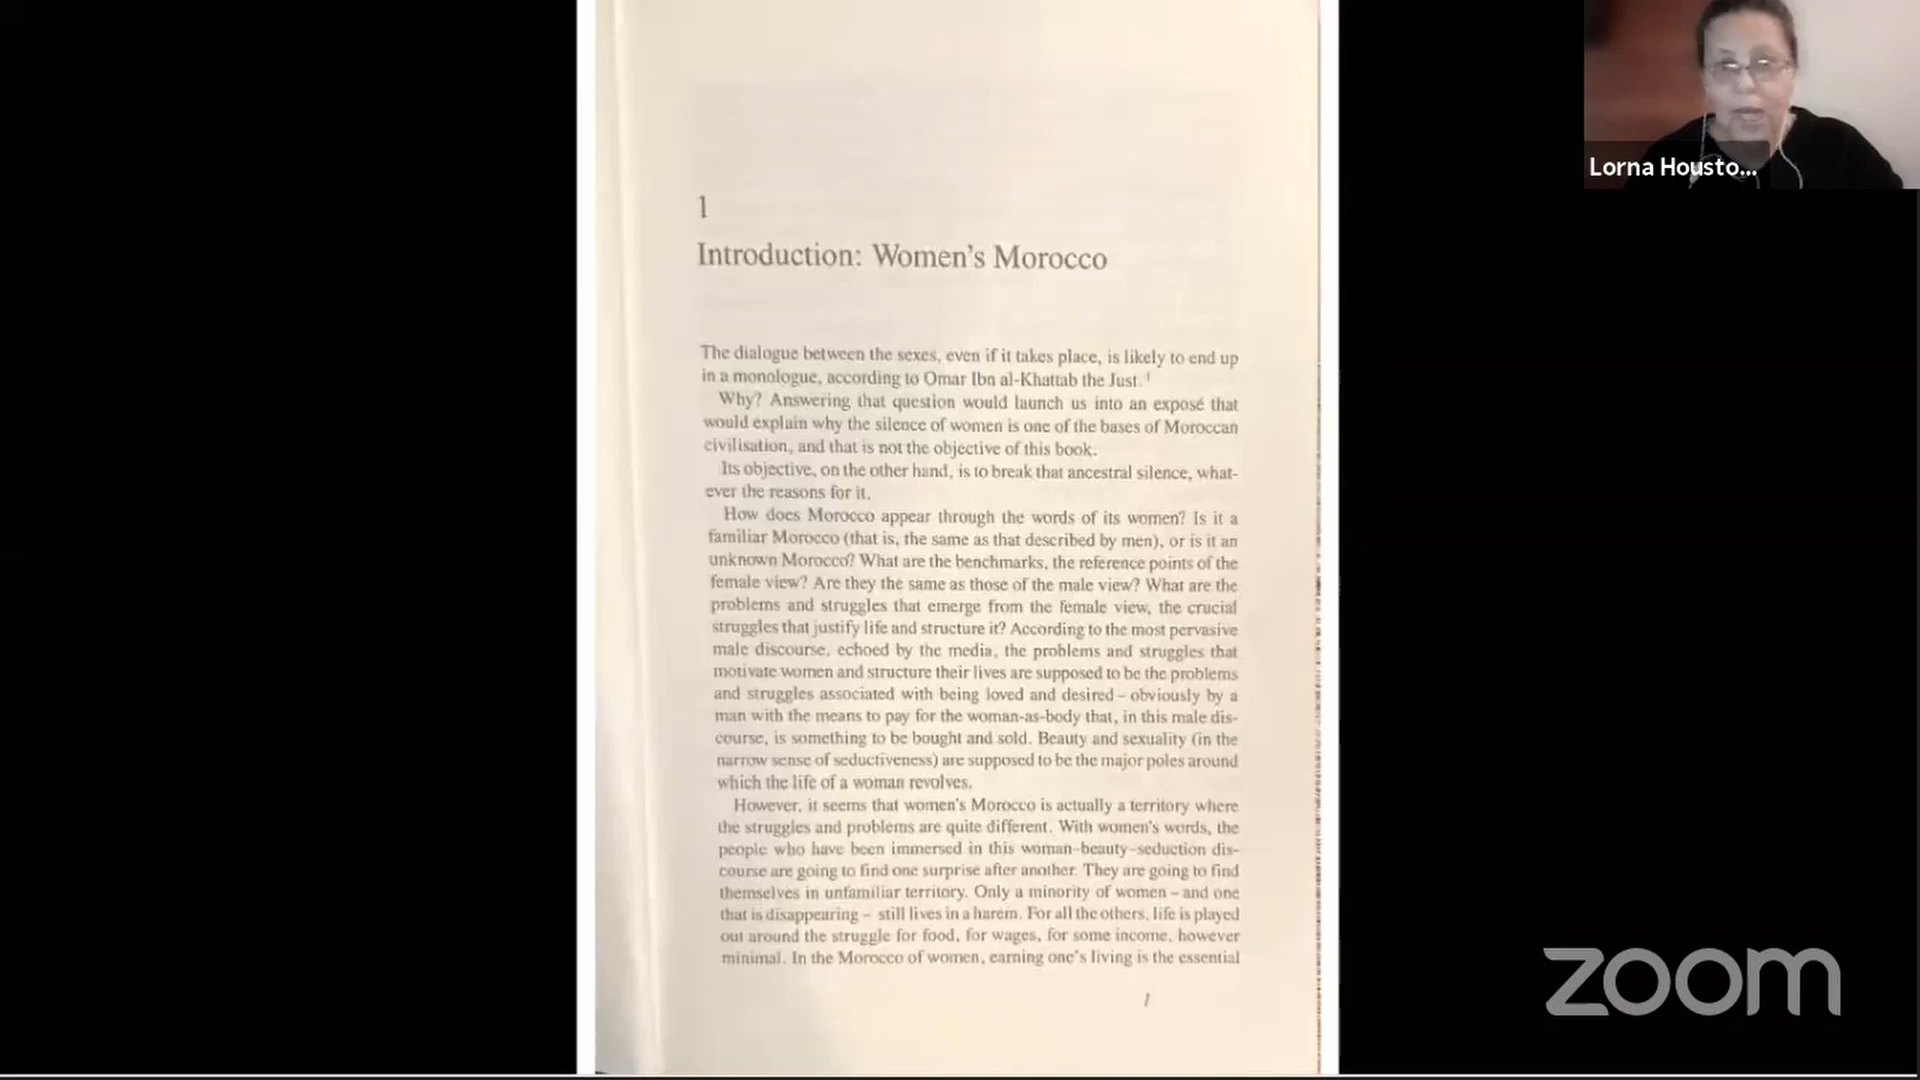 1
Introduction: Women's Morocco
The dialogue between the sexes, even if it takes place, is likely to end up
in a monologue, according to Omar Ibn al-Khattab the Just.¹
Why? Answering that question would launch us into an exposé that
would explain why the silence of women is one of the bases of Moroccan
civilisation, and that is not the objective of this book.
Its objective, on the other hand, is to break that ancestral silence, what-
ever the reasons for it.
How does Morocco appear through the words of its women? Is it a
familiar Morocco (that is, the same as that described by men), or is it an
unknown Morocco? What are the benchmarks, the reference points of the
female view? Are they the same as those of the male view? What are the
problems and struggles that emerge from the female view, the crucial
struggles that justify life and structure it? According to the most pervasive
male discourse, echoed by the media, the problems and struggles that
motivate women and structure their lives are supposed to be the problems
and struggles associated with being loved and desired – obviously by a
man with the means to pay for the woman-as-body that, in this male dis-
course, is something to be bought and sold. Beauty and sexuality (in the
narrow sense of seductiveness) are supposed to be the major poles around
which the life of a woman revolves.
However, it seems that women's Morocco is actually a territory where
the struggles and problems are quite different. With women's words, the
people who have been immersed in this woman–beauty–seduction dis-
course are going to find one surprise after another. They are going to find
themselves in unfamiliar territory. Only a minority of women – and one
that is disappearing – still lives in a harem. For all the others, life is played
out around the struggle for food, for wages, for some income, however
minimal. In the Morocco of women, earning one's living is the essential
1
Lorna Housto...
zoom